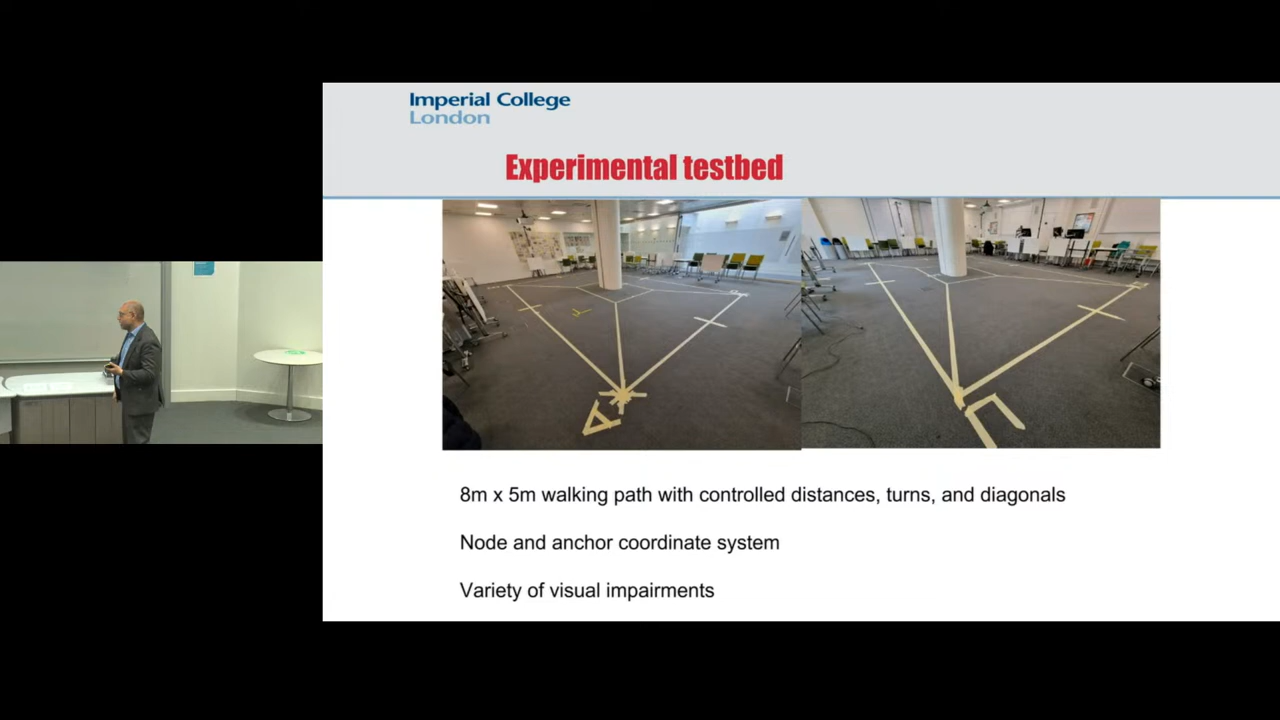 Imperial College
London
Experimental testbed
A
8m x 5m walking path with controlled distances, turns, and diagonals
Node and anchor coordinate system
Variety of visual impairments